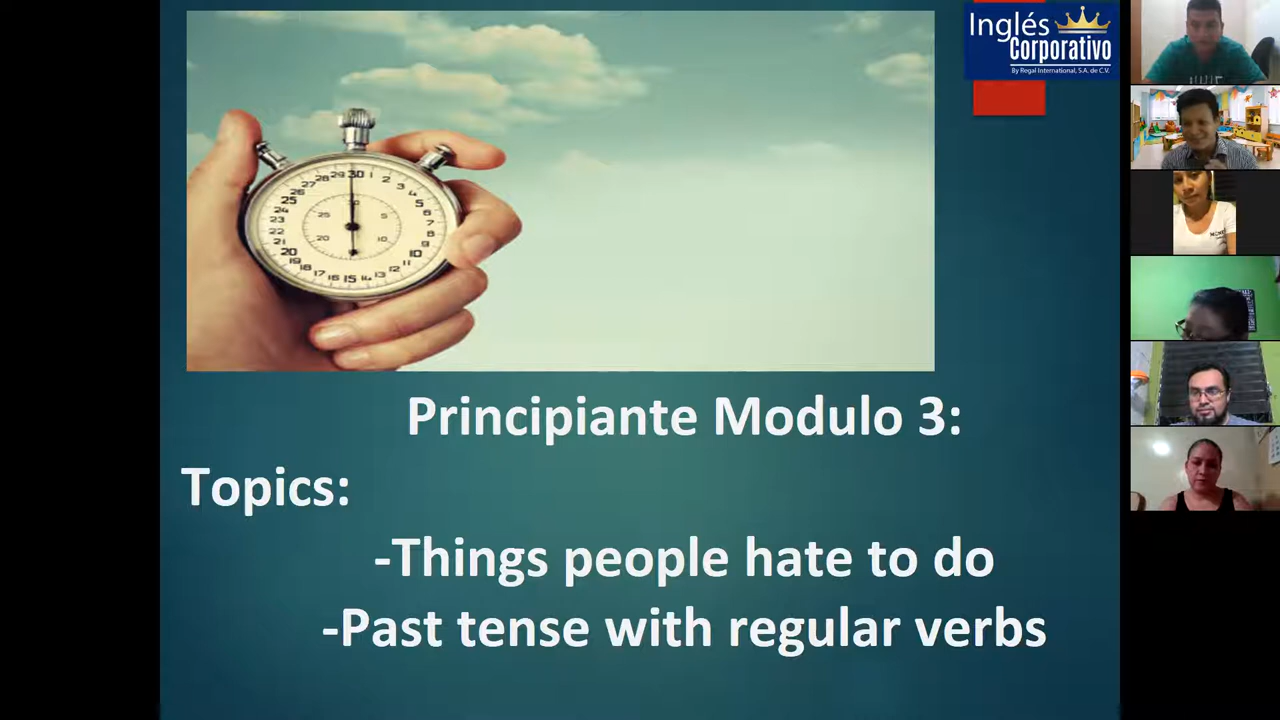 Inglés
Corporativo
By Regal International, S.A. de C.V.
Principiante Modulo 3:
Topics:
-Things people hate to do
-Past tense with regular verbs